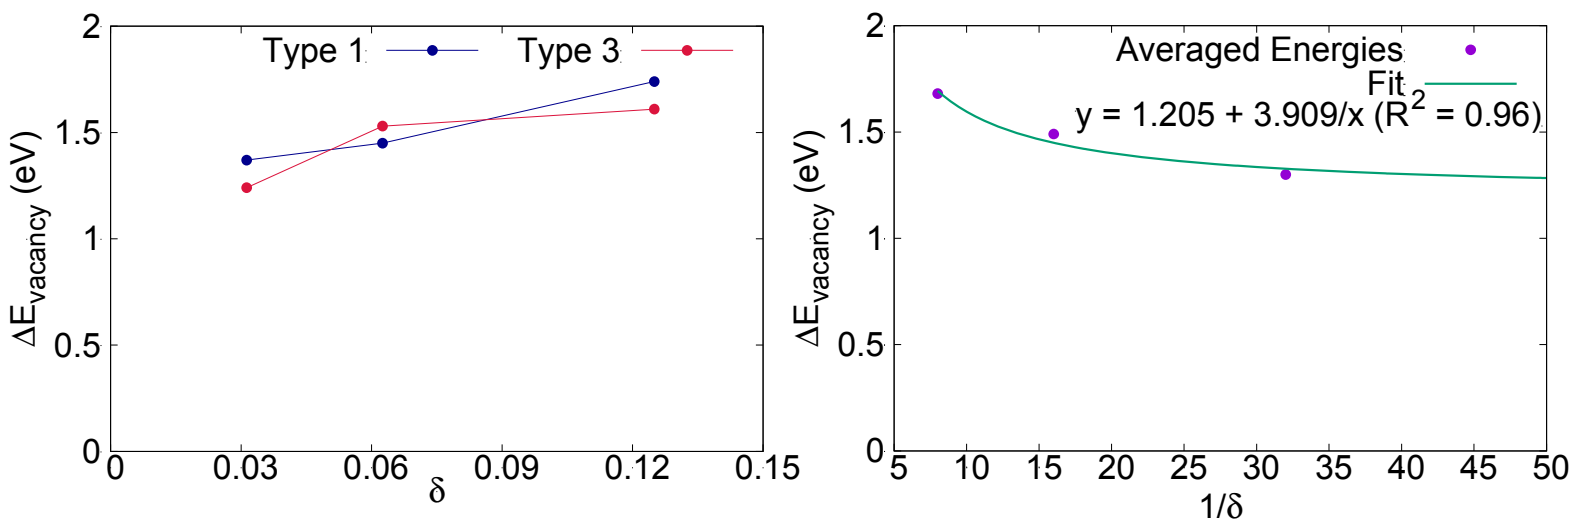 2
1.5
1
0.5
0
ΔE_vacancy (eV)
Type 1
Type 3
0
0.03
0.06
0.09
0.12
0.15
δ
2
1.5
1
0.5
0
ΔE_vacancy (eV)
Averaged Energies
Fit
y = 1.205 + 3.909/x (R² = 0.96)
5
10
15
20
25
30
35
40
45
50
1/δ